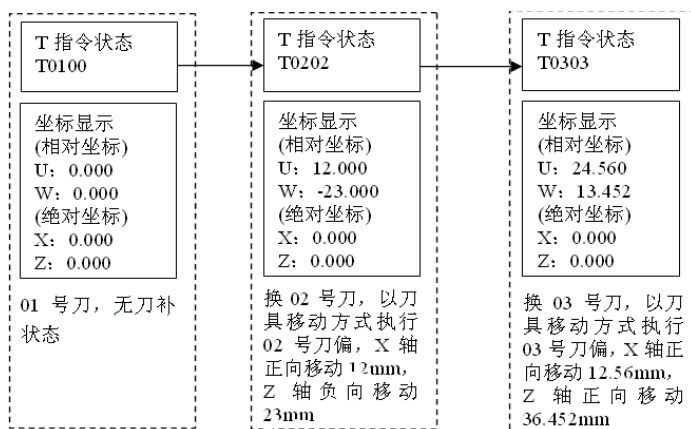 T 指令状态
T0100
坐标显示
(相对坐标)
U：0.000
W：0.000
(绝对坐标)
X：0.000
Z：0.000
01 号刀，无刀补
状态
T 指令状态
T0202
坐标显示
(相对坐标)
U：12.000
W：-23.000
(绝对坐标)
X：0.000
Z：0.000
换 02 号刀，以刀
具移动方式执行
02 号刀偏，X 轴
正向移动 12mm，
Z 轴负向移动
23mm
T 指令状态
T0303
坐标显示
(相对坐标)
U：24.560
W：13.452
(绝对坐标)
X：0.000
Z：0.000
换 03 号刀，以刀
具移动方式执行
03 号刀偏，X 轴正
向移动 12.56mm，
Z 轴正向移动
36.452mm